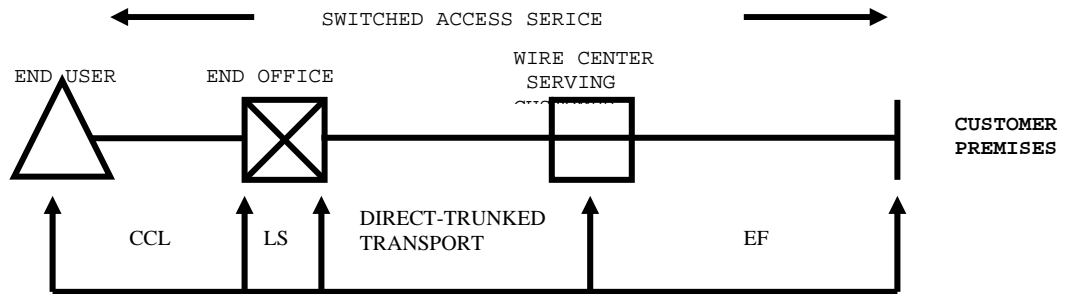 SWITCHED ACCESS SERICE
WIRE CENTER
SERVING
END USER
END OFFICE
CUSTOMER
PREMISES
DIRECT-TRUNKED
TRANSPORT
CCL
LS
EF